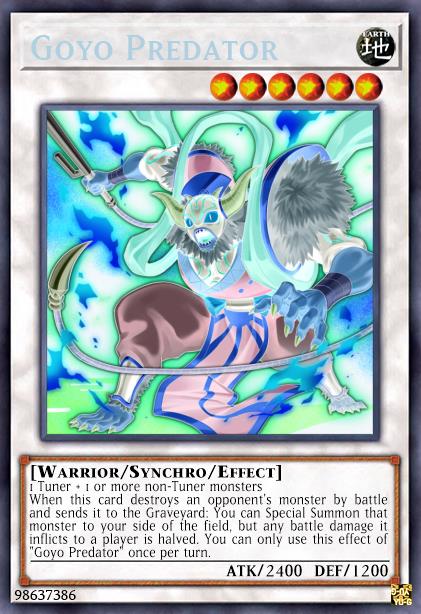 Goyo Predator
EARTH
地
[Warrior/Synchro/Effect]
1 Tuner + 1 or more non-Tuner monsters
When this card destroys an opponent's monster by battle
and sends it to the Graveyard: You can Special Summon that
monster to your side of the field, but any battle damage it
inflicts to a player is halved. You can only use this effect of
"Goyo Predator" once per turn.
ATK/2400 DEF/1200
98637386